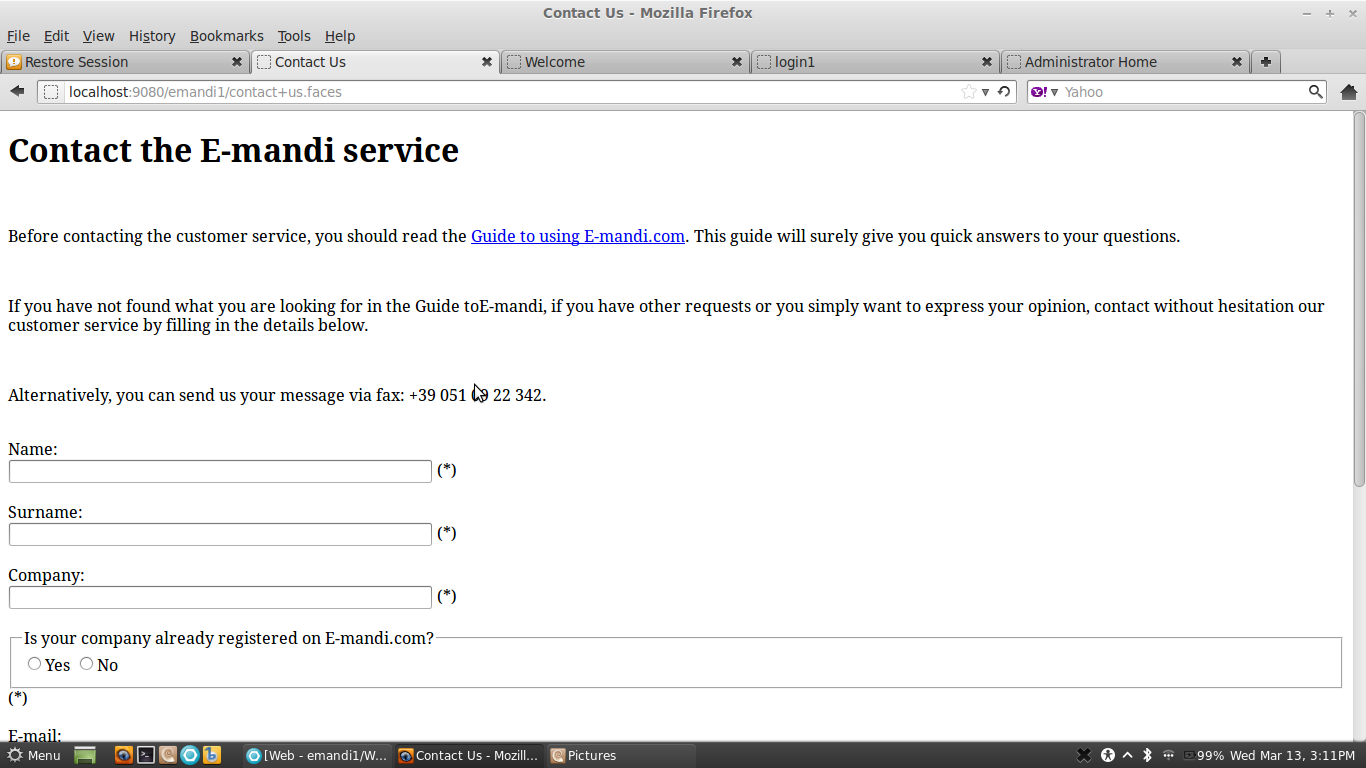 Contact Us - Mozilla Firefox
File Edit View History Bookmarks Tools Help
Restore Session Contact Us Welcome login1 Administrator Home
localhost:9080/emandi1/contact+us.faces Yahoo
Contact the E-mandi service
Before contacting the customer service, you should read the Guide to using E-mandi.com. This guide will surely give you quick answers to your questions.
If you have not found what you are looking for in the Guide toE-mandi, if you have other requests or you simply want to express your opinion, contact without hesitation our
customer service by filling in the details below.
Alternatively, you can send us your message via fax: +39 051 22 342.
Name:
(*)
Surname:
(*)
Company:
(*)
Is your company already registered on E-mandi.com?
Yes No
(*)
E-mail:
Menu [Web - emandi1/W... Contact Us - Mozill... Pictures 99% Wed Mar 13, 3:11PM